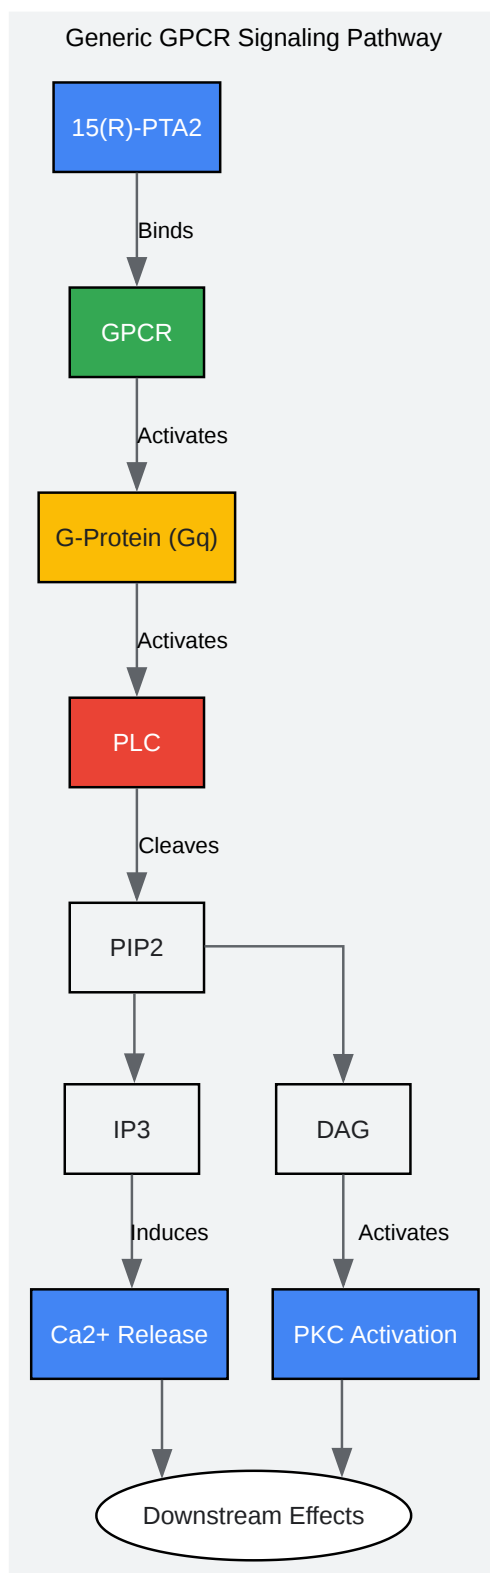 Generic GPCR Signaling Pathway
15(R)-PTA2
Binds
GPCR
Activates
G-Protein (Gq)
Activates
PLC
Cleaves
PIP2
IP3
DAG
Induces
Activates
Ca2+ Release
PKC Activation
Downstream Effects